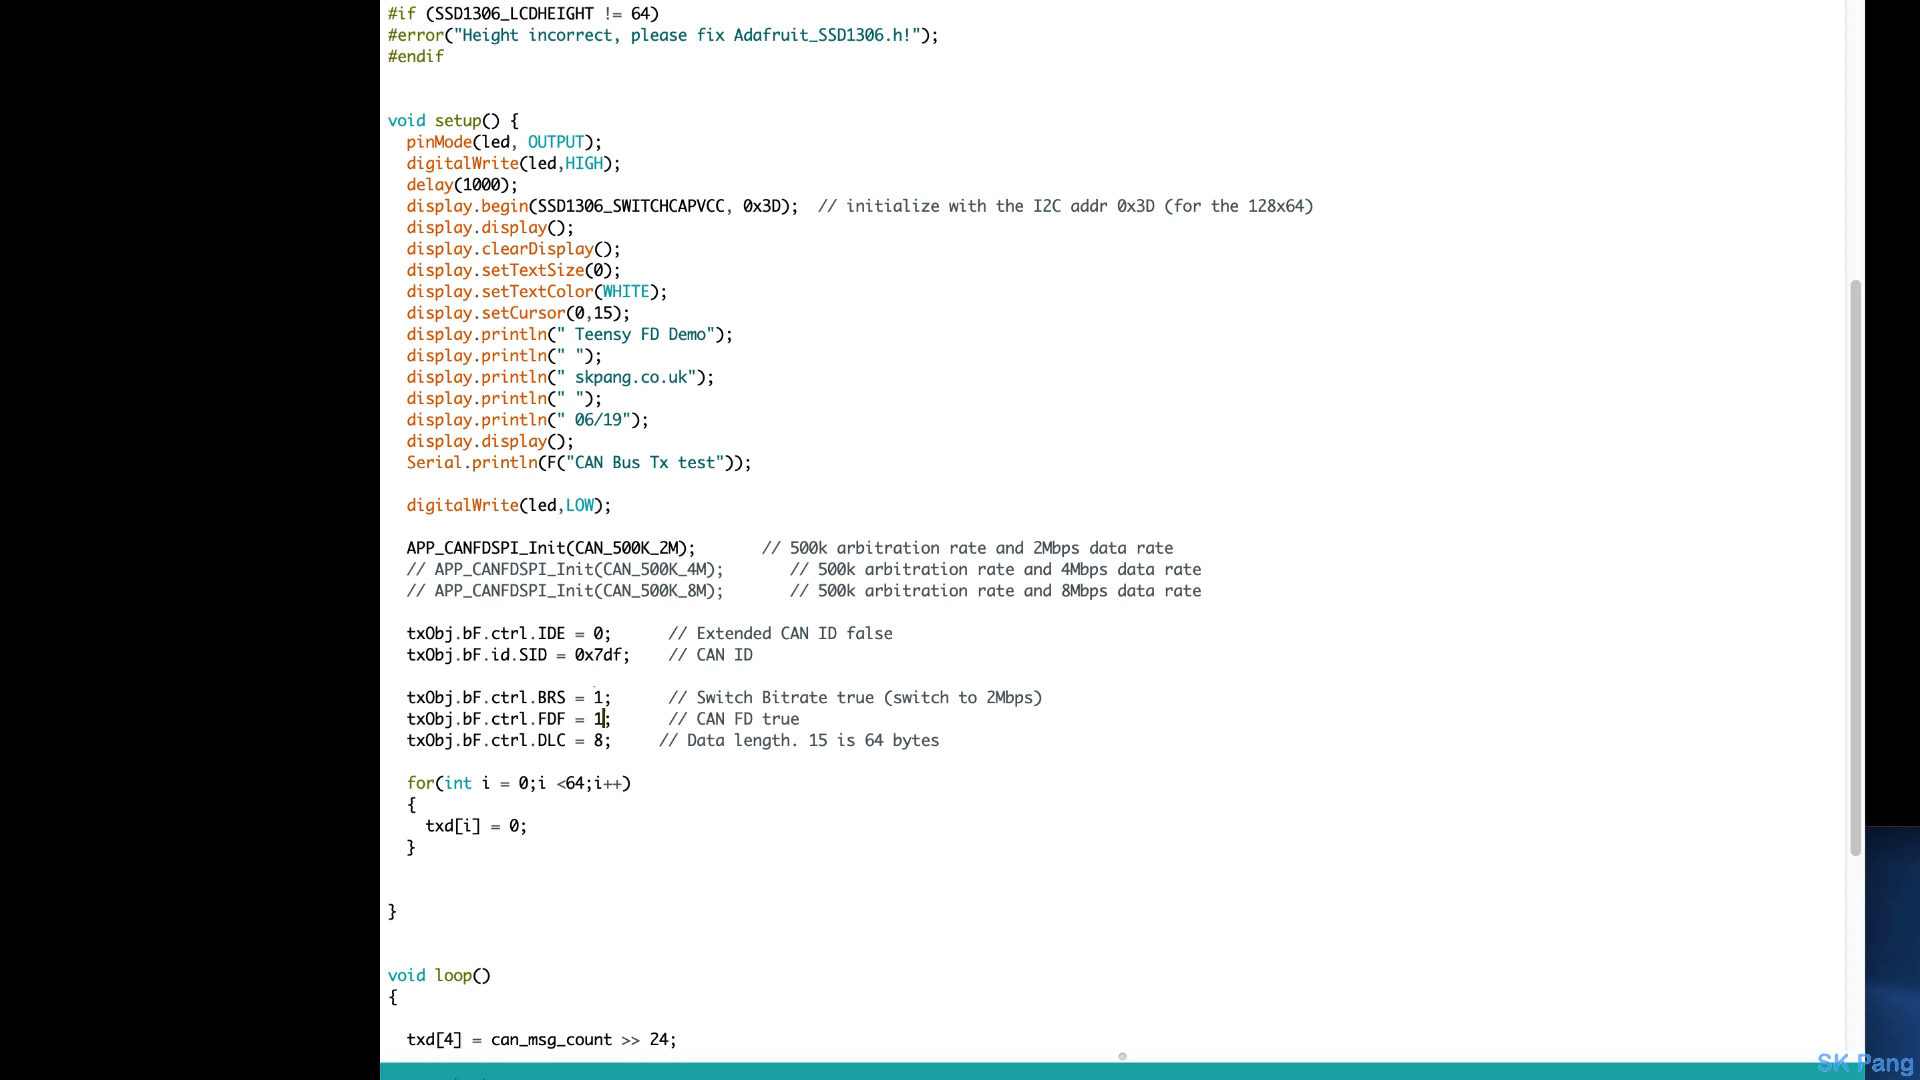 #if (SSD1306_LCDHEIGHT != 64)
#error("Height incorrect, please fix Adafruit_SSD1306.h!");
#endif
void setup() {
  pinMode(led, OUTPUT);
  digitalWrite(led,HIGH);
  delay(1000);
  display.begin(SSD1306_SWITCHCAPVCC, 0x3D);  // initialize with the I2C addr 0x3D (for the 128x64)
  display.display();
  display.clearDisplay();
  display.setTextSize(0);
  display.setTextColor(WHITE);
  display.setCursor(0,15);
  display.println(" Teensy FD Demo");
  display.println(" ");
  display.println(" skpang.co.uk");
  display.println(" ");
  display.println(" 06/19");
  display.display();
  Serial.println(F("CAN Bus Tx test"));
  digitalWrite(led,LOW);
  APP_CANFDSPI_Init(CAN_500K_2M);       // 500k arbitration rate and 2Mbps data rate
  // APP_CANFDSPI_Init(CAN_500K_4M);       // 500k arbitration rate and 4Mbps data rate
  // APP_CANFDSPI_Init(CAN_500K_8M);       // 500k arbitration rate and 8Mbps data rate
  txObj.bF.ctrl.IDE = 0;      // Extended CAN ID false
  txObj.bF.id.SID = 0x7df;    // CAN ID
  txObj.bF.ctrl.BRS = 1;      // Switch Bitrate true (switch to 2Mbps)
  txObj.bF.ctrl.FDF = 1;      // CAN FD true
  txObj.bF.ctrl.DLC = 8;     // Data length. 15 is 64 bytes
  for(int i = 0;i <64;i++)
  {
    txd[i] = 0;
  }
}
void loop()
{
  txd[4] = can_msg_count >> 24;
SK Pang